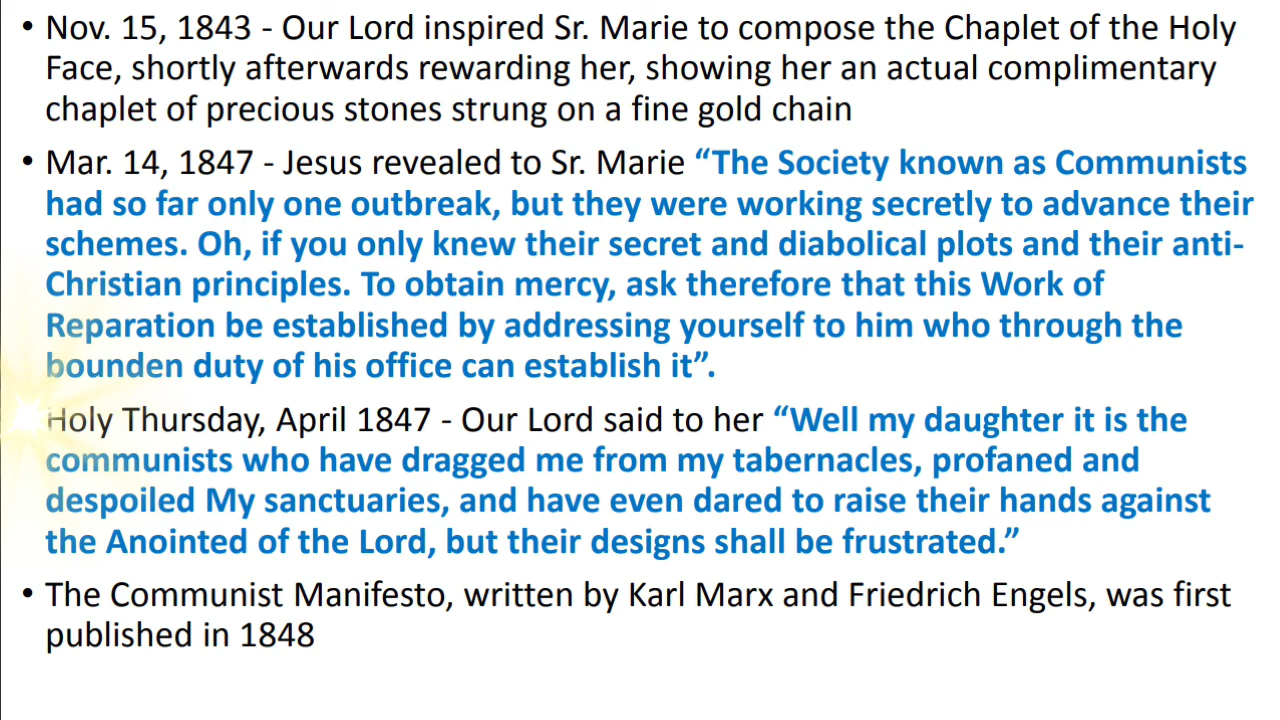 • Nov. 15, 1843 - Our Lord inspired Sr. Marie to compose the Chaplet of the Holy
Face, shortly afterwards rewarding her, showing her an actual complimentary
chaplet of precious stones strung on a fine gold chain
• Mar. 14, 1847 - Jesus revealed to Sr. Marie “The Society known as Communists
had so far only one outbreak, but they were working secretly to advance their
schemes. Oh, if you only knew their secret and diabolical plots and their anti-
Christian principles. To obtain mercy, ask therefore that this Work of
Reparation be established by addressing yourself to him who through the
bounden duty of his office can establish it”.
Holy Thursday, April 1847 - Our Lord said to her “Well my daughter it is the
communists who have dragged me from my tabernacles, profaned and
despoiled My sanctuaries, and have even dared to raise their hands against
the Anointed of the Lord, but their designs shall be frustrated.”
• The Communist Manifesto, written by Karl Marx and Friedrich Engels, was first
published in 1848